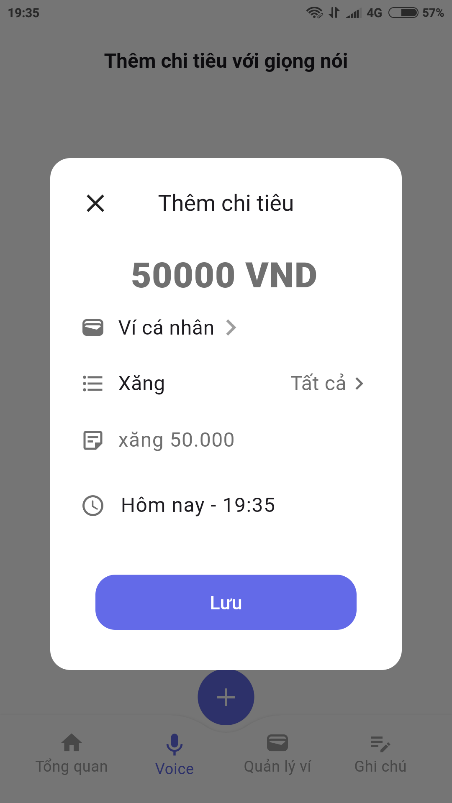 19:35 4G 57%
Thêm chi tiêu với giọng nói
Thêm chi tiêu
50000 VND
Ví cá nhân
Xăng Tất cả
xăng 50.000
Hôm nay - 19:35
Lưu
Tổng quan Voice Quản lý ví Ghi chú